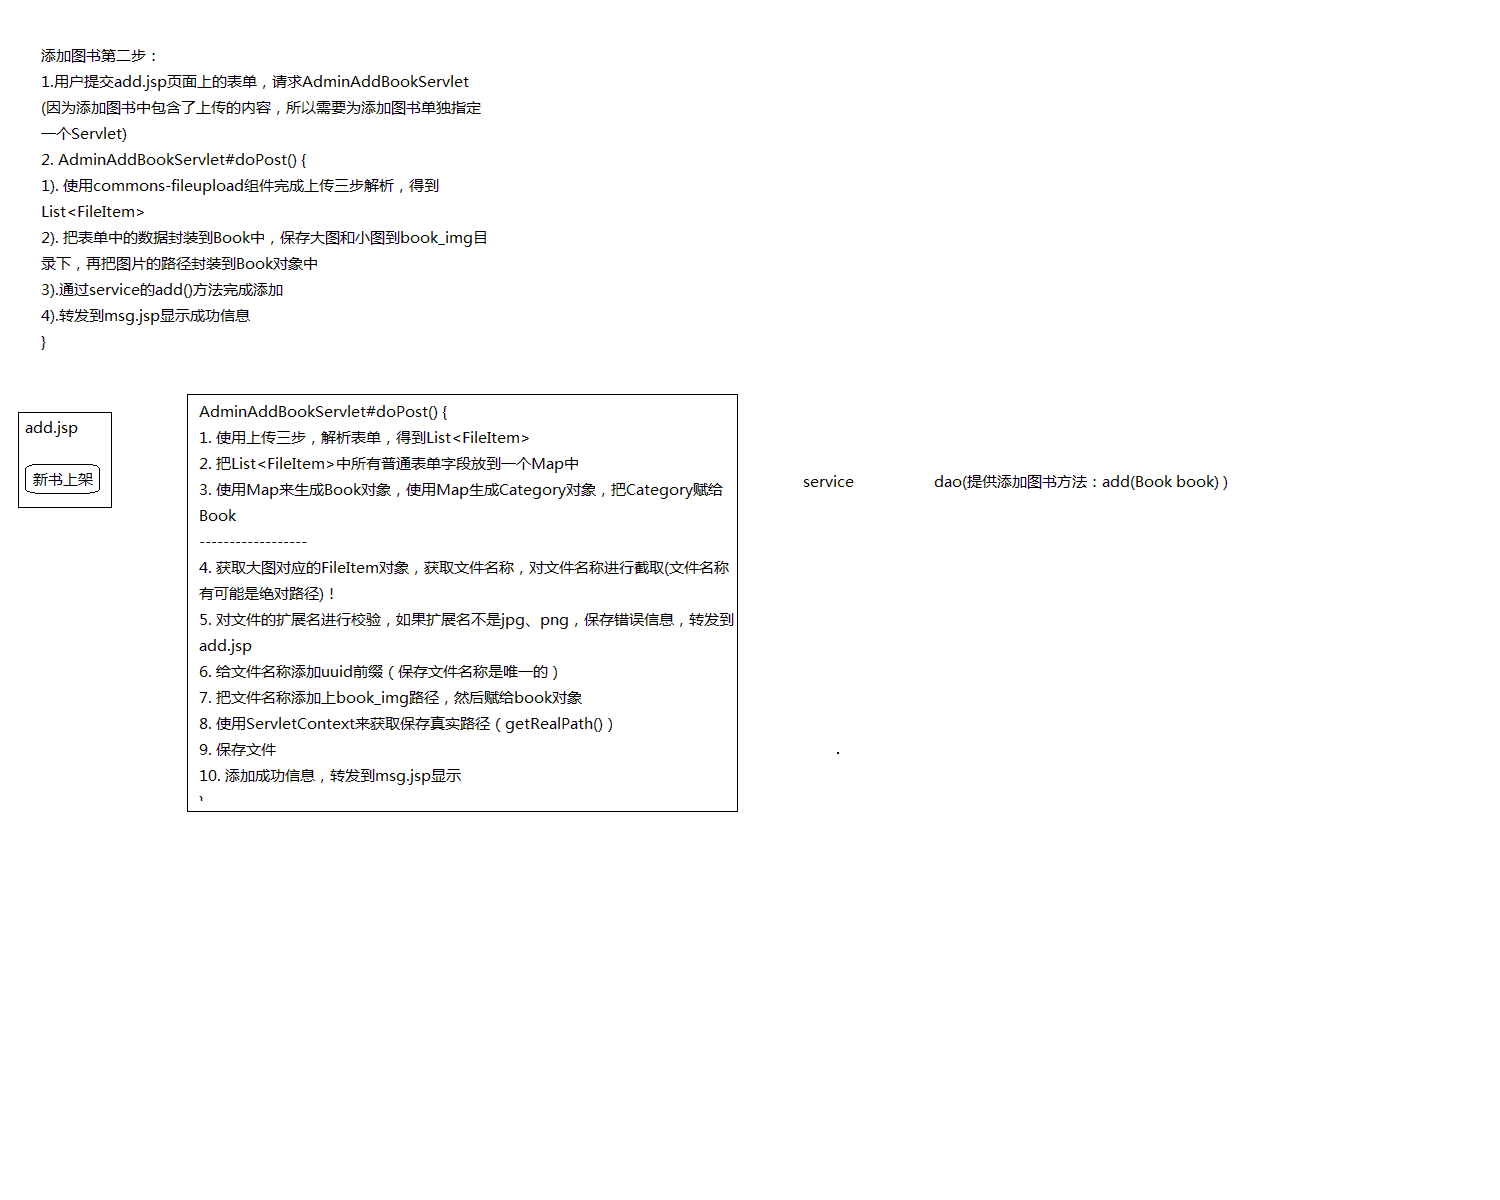 添加图书第二步：
1.用户提交add.jsp页面上的表单，请求AdminAddBookServlet
(因为添加图书中包含了上传的内容，所以需要为添加图书单独指定
一个Servlet)
2. AdminAddBookServlet#doPost() {
1). 使用commons-fileupload组件完成上传三步解析，得到
List<FileItem>
2). 把表单中的数据封装到Book中，保存大图和小图到book_img目
录下，再把图片的路径封装到Book对象中
3).通过service的add()方法完成添加
4).转发到msg.jsp显示成功信息
}
add.jsp
新书上架
AdminAddBookServlet#doPost() {
1. 使用上传三步，解析表单，得到List<FileItem>
2. 把List<FileItem>中所有普通表单字段放到一个Map中
3. 使用Map来生成Book对象，使用Map生成Category对象，把Category赋给
Book
------------------
4. 获取大图对应的FileItem对象，获取文件名称，对文件名称进行截取(文件名称
有可能是绝对路径)！
5. 对文件的扩展名进行校验，如果扩展名不是jpg、png，保存错误信息，转发到
add.jsp
6. 给文件名称添加uuid前缀（保存文件名称是唯一的）
7. 把文件名称添加上book_img路径，然后赋给book对象
8. 使用ServletContext来获取保存真实路径（getRealPath()）
9. 保存文件
10. 添加成功信息，转发到msg.jsp显示
}
service
dao(提供添加图书方法：add(Book book) )